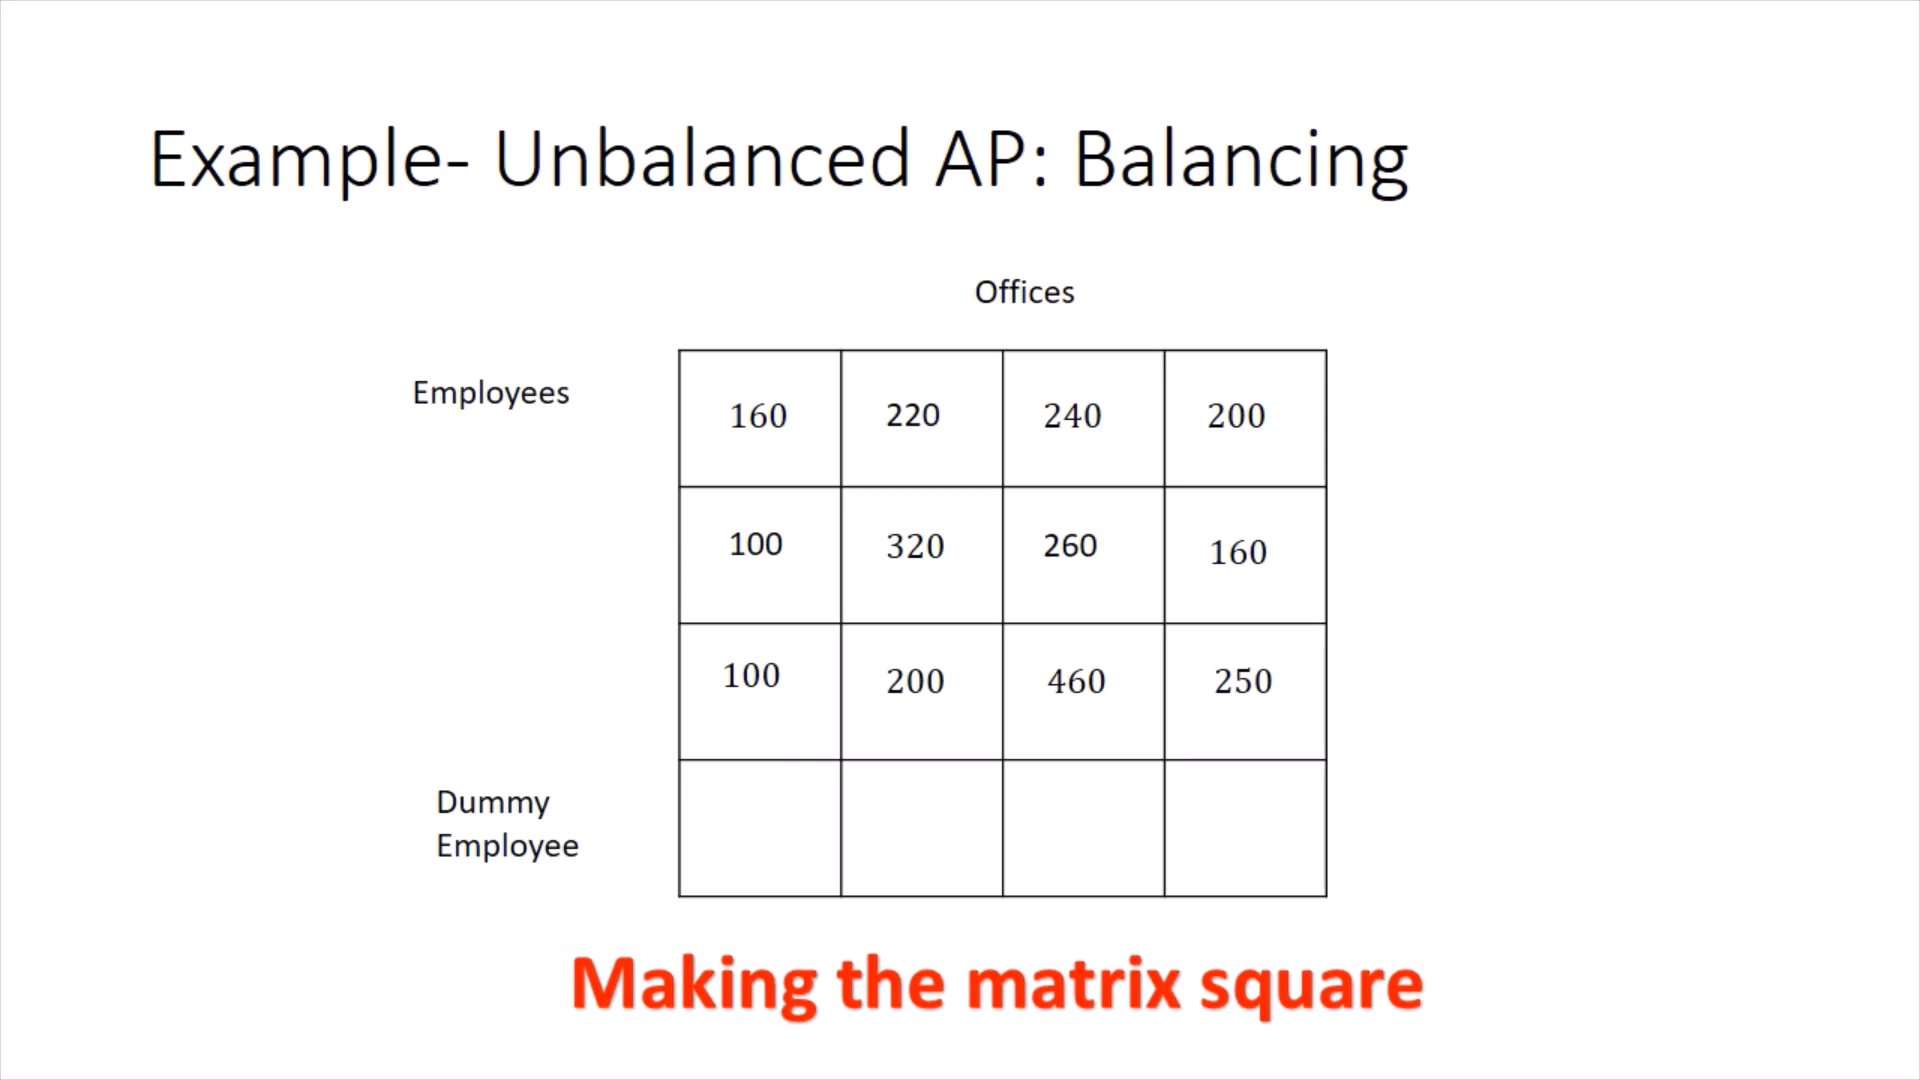 Example- Unbalanced AP: Balancing
Offices
Employees
160 220 240 200
100 320 260 160
100 200 460 250
Dummy
Employee
Making the matrix square